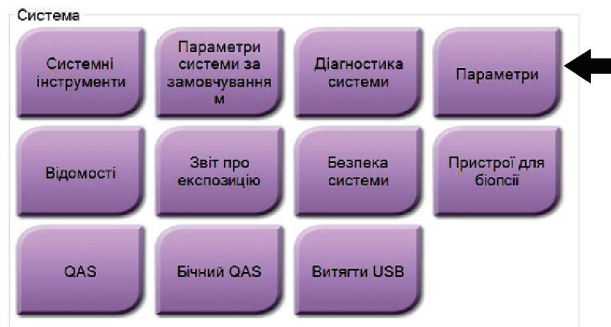 Система
Системні
інструменти
Параметри
системи за
замовчування
м
Діагностика
системи
Параметри
Відомості
Звіт про
експозицію
Безпека
системи
Пристрої для
біопсії
QAS
Бічний QAS
Витягти USB